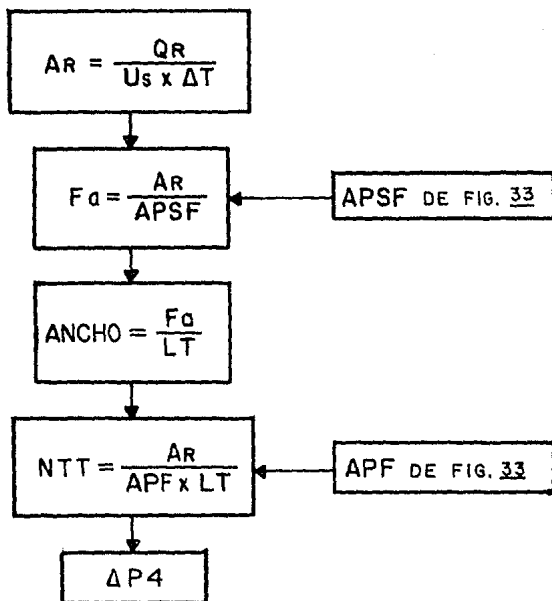 AR = QR / Us x ΔT
Fa = AR / APSF
APSF DE FIG. 33
ANCHO = Fa / LT
NTT = AR / APF x LT
APF DE FIG. 33
ΔP4